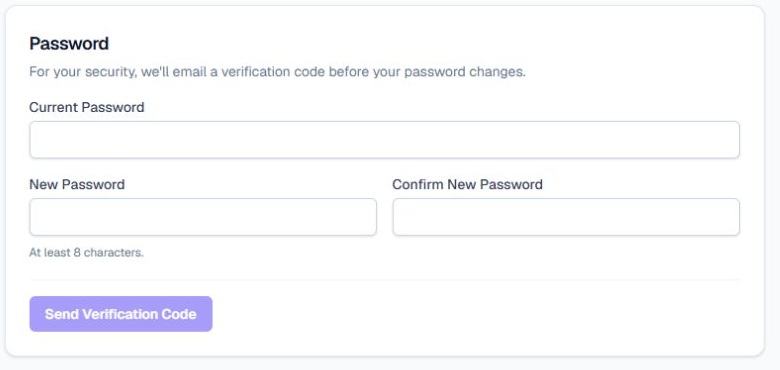 Password
For your security, we'll email a verification code before your password changes.
Current Password
New Password
Confirm New Password
At least 8 characters.
Send Verification Code